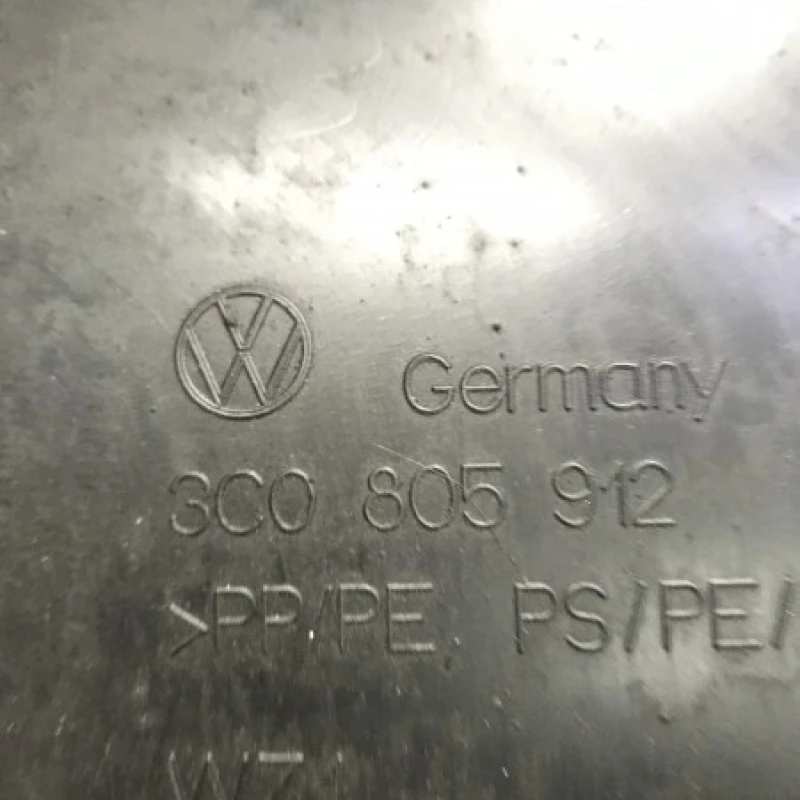 Germany
3C0 805 912
>PP/PE PS/PE/